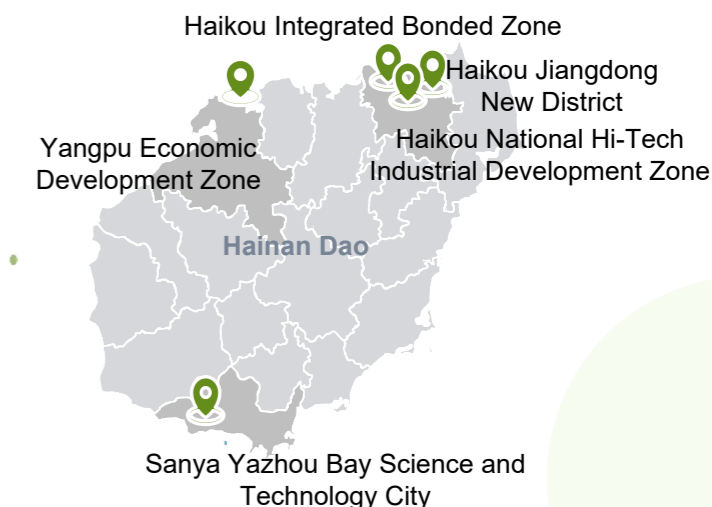 Haikou Integrated Bonded Zone
Haikou Jiangdong
New District
Haikou National Hi-Tech
Industrial Development Zone
Yangpu Economic
Development Zone
Hainan Dao
Sanya Yazhou Bay Science and
Technology City